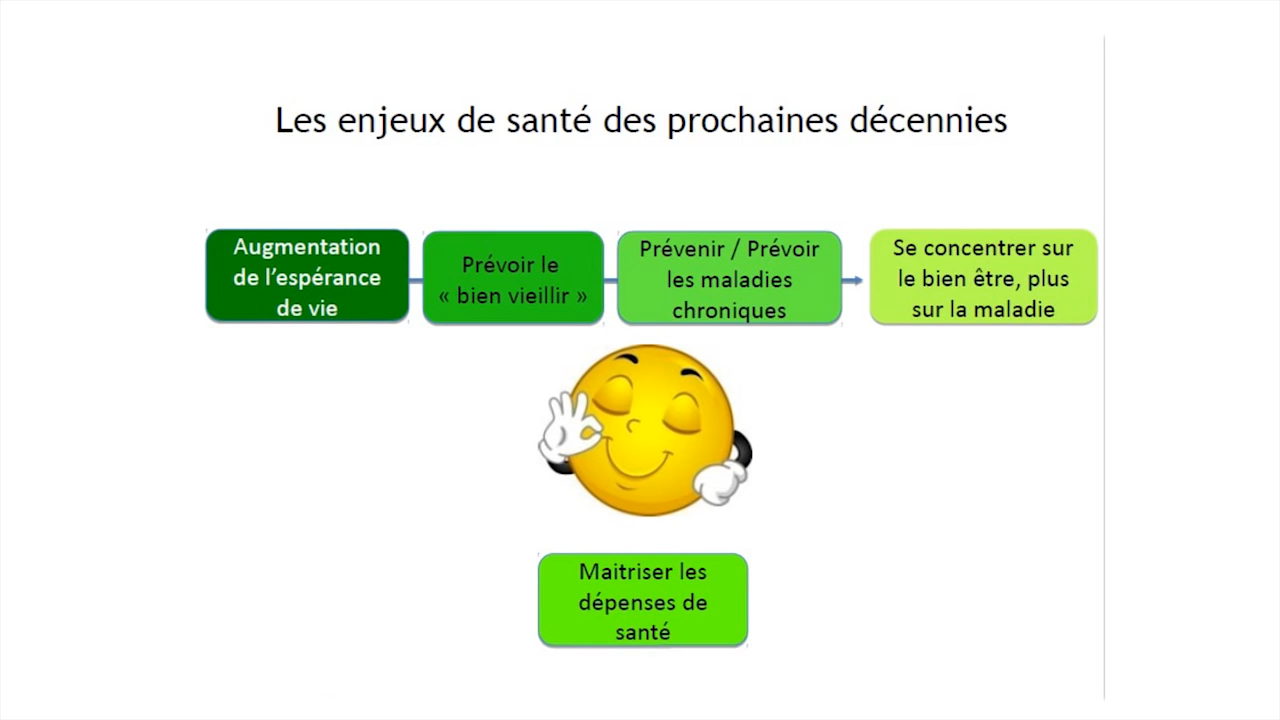 Les enjeux de santé des prochaines décennies
Augmentation
de l’espérance
de vie
Prévoir le
« bien vieillir »
Prévenir / Prévoir
les maladies
chroniques
Se concentrer sur
le bien être, plus
sur la maladie
Maitriser les
dépenses de
santé